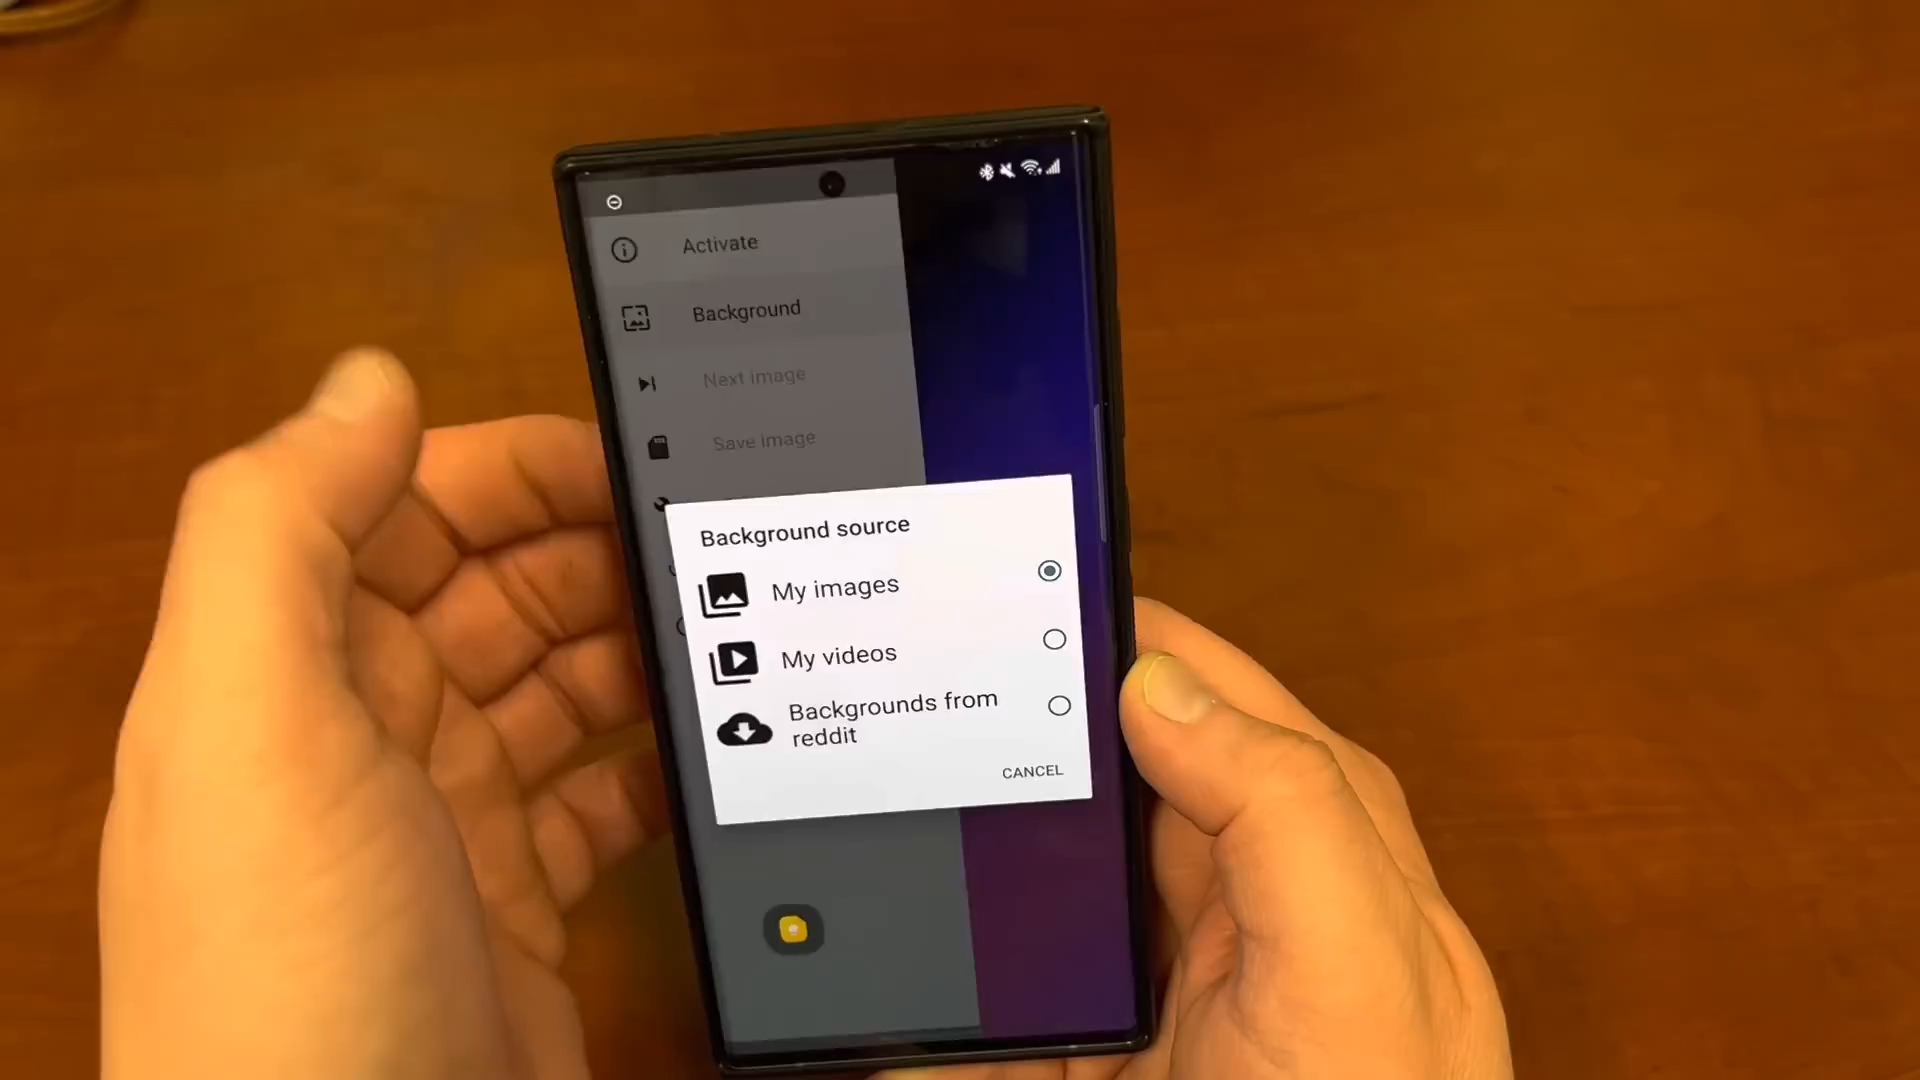 Activate
Background
Next image
Save image
Background source
My images
My videos
Backgrounds from
reddit
CANCEL